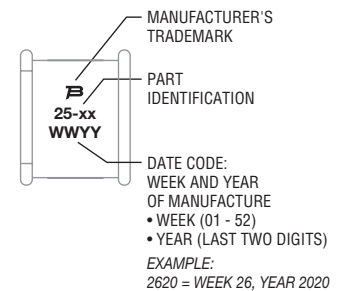 MANUFACTURER'S
TRADEMARK
PART
IDENTIFICATION
25-xx
WWYY
DATE CODE:
WEEK AND YEAR
OF MANUFACTURE
• WEEK (01 - 52)
• YEAR (LAST TWO DIGITS)
EXAMPLE:
2620 = WEEK 26, YEAR 2020